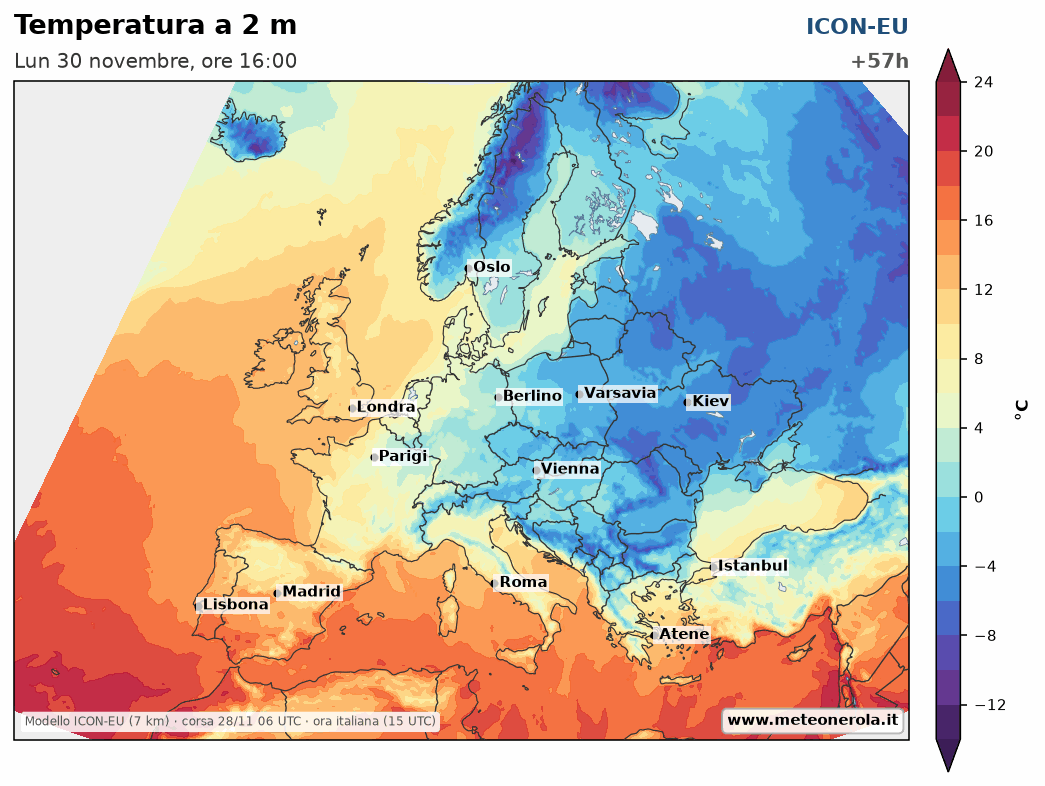 Temperatura a 2 m
ICON-EU
Lun 30 novembre, ore 16:00
+57h
24
20
16
12
8
4
0
−4
−8
−12
°C
Oslo
Berlino
Varsavia
Kiev
Londra
Parigi
Vienna
Istanbul
Roma
Madrid
Lisbona
Atene
Modello ICON-EU (7 km) · corsa 28/11 06 UTC · ora italiana (15 UTC)
www.meteonerola.it